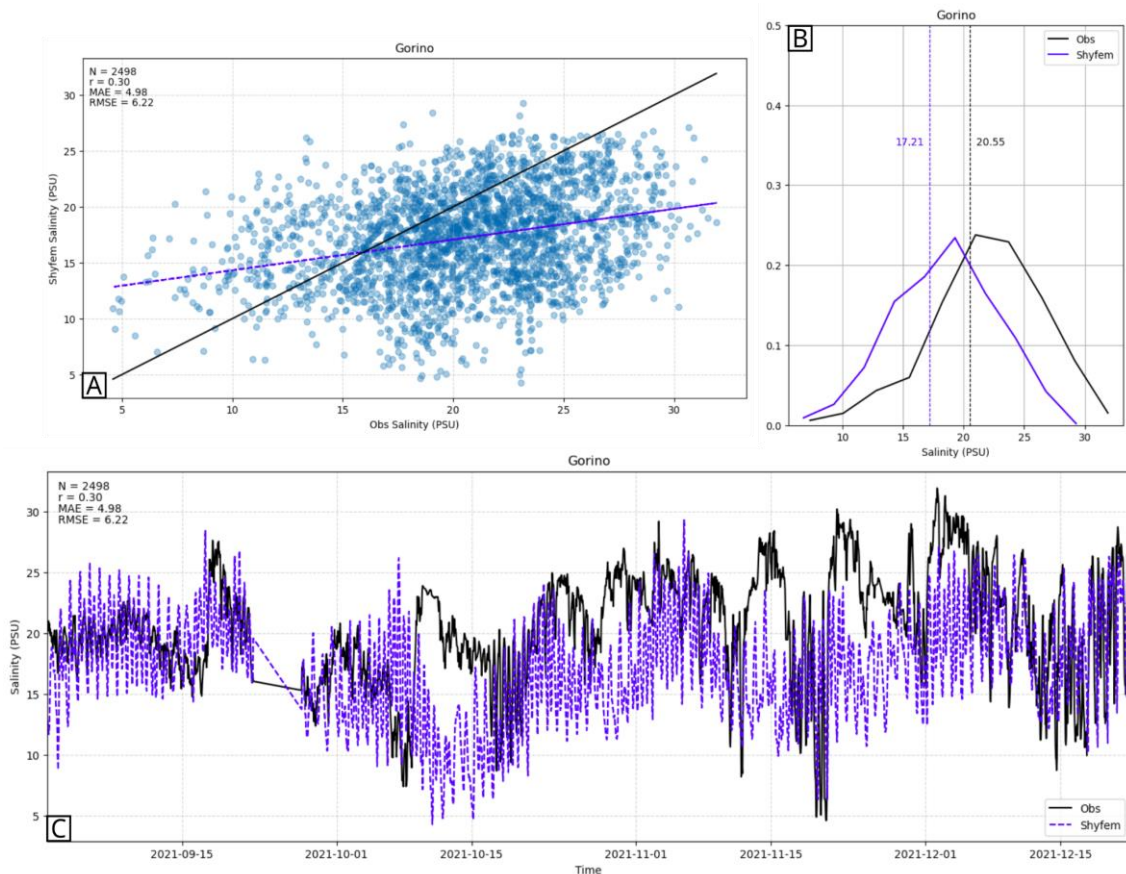 Gorino
N = 2498
r = 0.30
MAE = 4.98
RMSE = 6.22
30
25
20
15
10
5
Shyfem Salinity (PSU)
A
5
10
15
20
25
30
Obs Salinity (PSU)
Gorino
B
Obs
Shyfem
0.5
0.4
0.3
0.2
0.1
0.0
17.21
20.55
10
15
20
25
30
Salinity (PSU)
Gorino
N = 2498
r = 0.30
MAE = 4.98
RMSE = 6.22
30
25
20
15
10
5
Salinity (PSU)
C
Obs
Shyfem
2021-09-15
2021-10-01
2021-10-15
2021-11-01
2021-11-15
2021-12-01
2021-12-15
Time